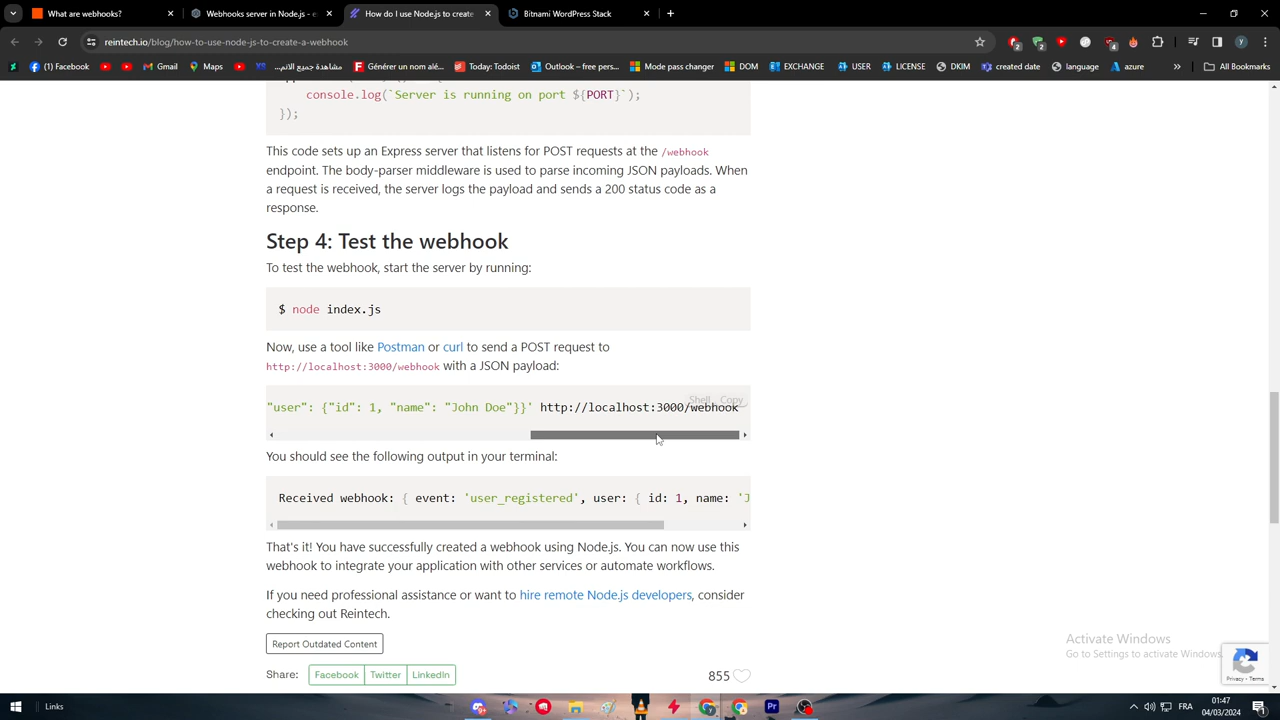 What are webhooks?
Webhooks server in Node.js - e
How do I use Node.js to create
Bitnami WordPress Stack
reintech.io/blog/how-to-use-node-js-to-create-a-webhook
(1) Facebook
Gmail
Maps
مشاهدة جميع الانم...
Générer un nomé al...
Today: Todoist
Outlook – free pers...
Mode pass changer
DOM
EXCHANGE
USER
LICENSE
DKIM
created date
амазон
»
All Bookmarks
console.log(`Server is running on port ${PORT}`);
});
This code sets up an Express server that listens for POST requests at the /webhook
endpoint. The body-parser middleware is used to parse incoming JSON payloads. When
a request is received, the server logs the payload and sends a 200 status code as a
response.
Step 4: Test the webhook
To test the webhook, start the server by running:
$ node index.js
Now, use a tool like Postman or curl to send a POST request to
http://localhost:3000/webhook with a JSON payload:
Shell Copy
"user": {"id": 1, "name": "John Doe"}}' http://localhost:3000/webhook
You should see the following output in your terminal:
Received webhook: { event: 'user_registered', user: { id: 1, name: 'J
That's it! You have successfully created a webhook using Node.js. You can now use this
webhook to integrate your application with other services or automate workflows.
If you need professional assistance or want to hire remote Node.js developers, consider
checking out Reintech.
Report Outdated Content
Share: Facebook Twitter LinkedIn
855
Activate Windows
Go to Settings to activate Windows.
Privacy - Terms
Links
FRA
01:47
04/03/2024